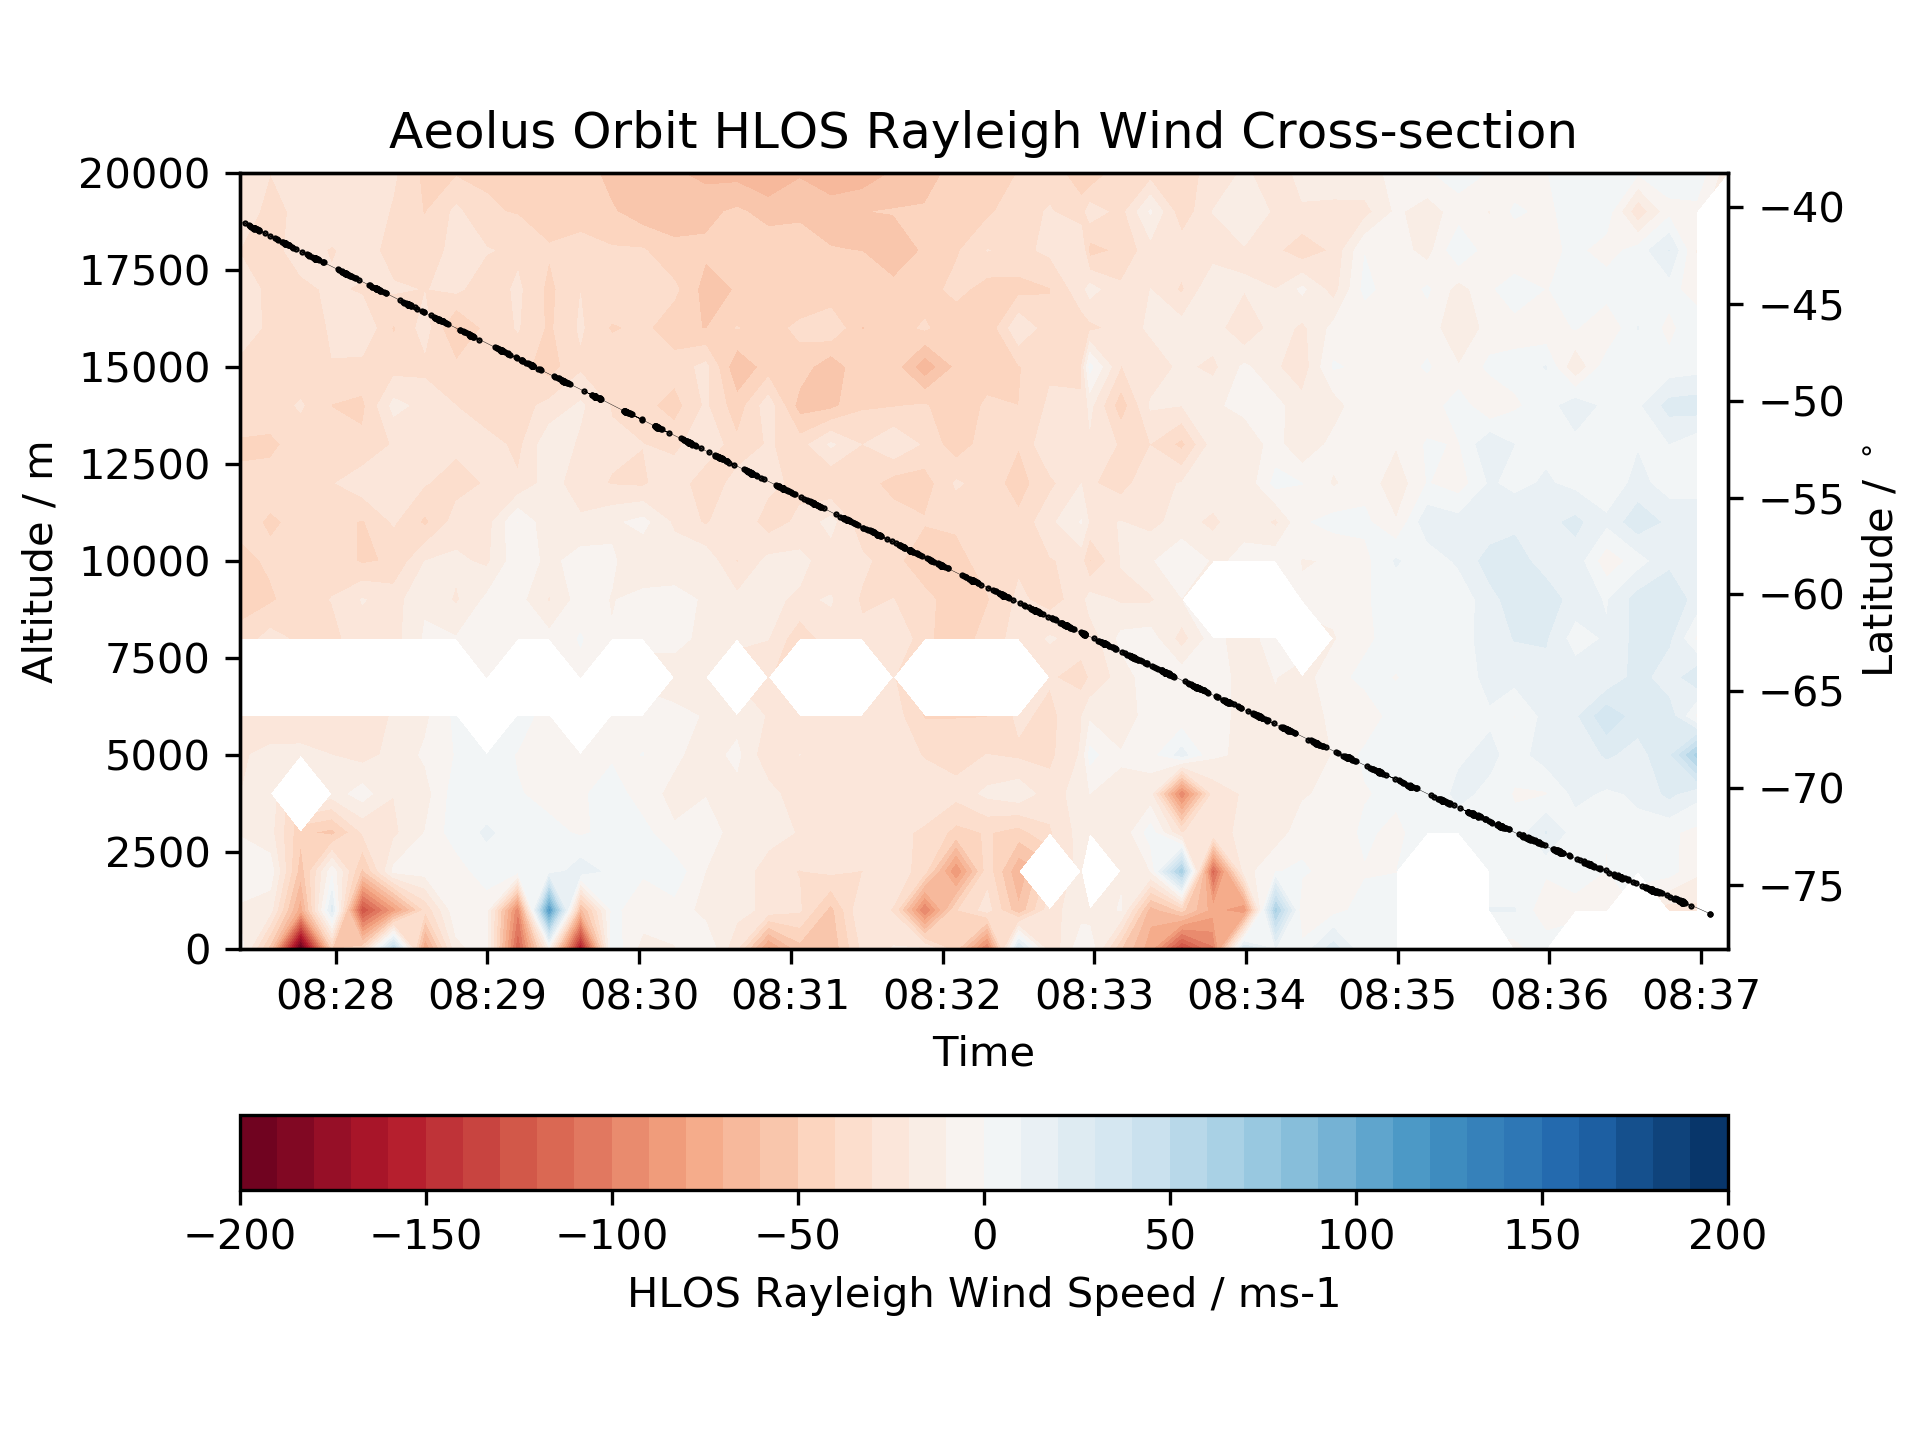 Aeolus Orbit HLOS Rayleigh Wind Cross-section
20000
17500
15000
12500
10000
7500
5000
2500
0
Altitude / m
−40
−45
−50
−55
−60
−65
−70
−75
Latitude / °
08:28 08:29 08:30 08:31 08:32 08:33 08:34 08:35 08:36 08:37
Time
−200 −150 −100 −50 0 50 100 150 200
HLOS Rayleigh Wind Speed / ms-1